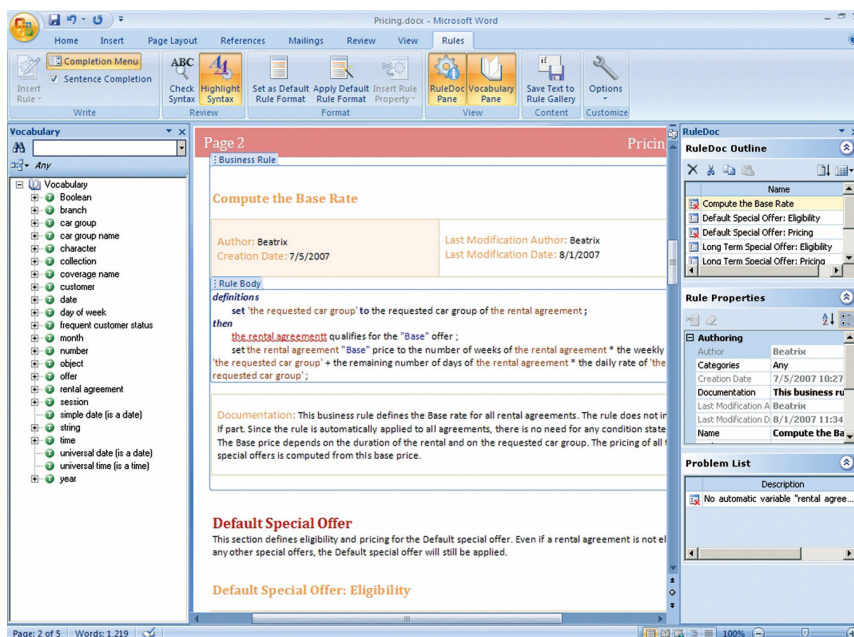 Pricing.docx - Microsoft Word
Home Insert Page Layout References Mailings Review View Rules
Insert Rule
Completion Menu
Sentence Completion
Write
ABC
Check Syntax
Highlight Syntax
Review
Set as Default Rule Format
Apply Default Rule Format
Insert Rule Property
Format
RuleDoc Pane
Vocabulary Pane
View
Save Text to Rule Gallery
Content
Options
Customize
Vocabulary
Any
Vocabulary
Boolean
branch
car group
car group name
character
collection
coverage name
customer
date
day of week
frequent customer status
month
number
object
offer
rental agreement
session
simple date (is a date)
string
time
universal date (is a date)
universal time (is a time)
year
Page 2 Pricin
Business Rule
Compute the Base Rate
Author: Beatrix
Creation Date: 7/5/2007
Last Modification Author: Beatrix
Last Modification Date: 8/1/2007
Rule Body
definitions
set 'the requested car group' to the requested car group of the rental agreement ;
then
the rental agreementt qualifies for the "Base" offer ;
set the rental agreement "Base" price to the number of weeks of the rental agreement * the weekly
'the requested car group' + the remaining number of days of the rental agreement * the daily rate of 'the
requested car group' ;
Documentation: This business rule defines the Base rate for all rental agreements. The rule does not in
If part. Since the rule is automatically applied to all agreements, there is no need for any condition state
The Base price depends on the duration of the rental and on the requested car group. The pricing of all
special offers is computed from this base price.
Default Special Offer
This section defines eligibility and pricing for the Default special offer. Even if a rental agreement is not el
any other special offers, the Default special offer will still be applied.
Default Special Offer: Eligibility
RuleDoc
RuleDoc Outline
Name
Compute the Base Rate
Default Special Offer: Eligibility
Default Special Offer: Pricing
Long Term Special Offer: Eligibility
Long Term Special Offer: Pricing
Rule Properties
Authoring
Author Beatrix
Categories Any
Creation Date 7/5/2007 10:27
Documentation This business ru
Last Modification A Beatrix
Last Modification D 8/1/2007 11:34
Name Compute the Ba
Problem List
Description
No automatic variable "rental agree...
Page: 2 of 5 Words: 1,219 100%